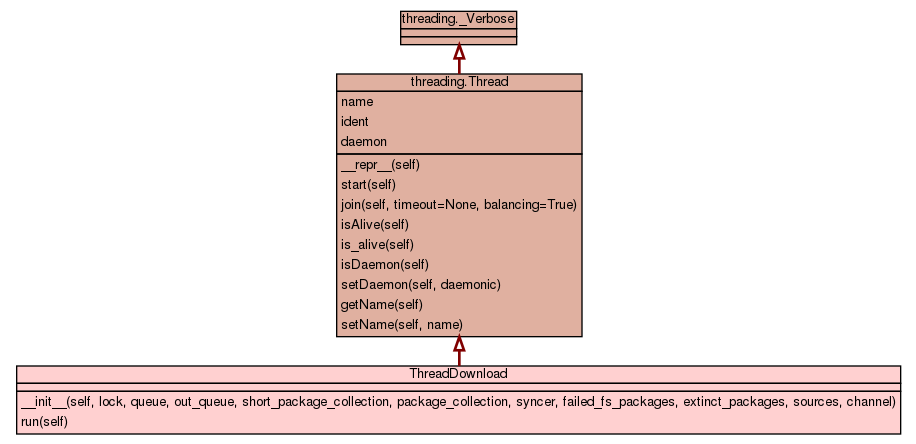 threading._Verbose
threading.Thread
name
ident
daemon
__repr__(self)
start(self)
join(self, timeout=None, balancing=True)
isAlive(self)
is_alive(self)
isDaemon(self)
setDaemon(self, daemonic)
getName(self)
setName(self, name)
ThreadDownload
__init__(self, lock, queue, out_queue, short_package_collection, package_collection, syncer, failed_fs_packages, extinct_packages, sources, channel)
run(self)